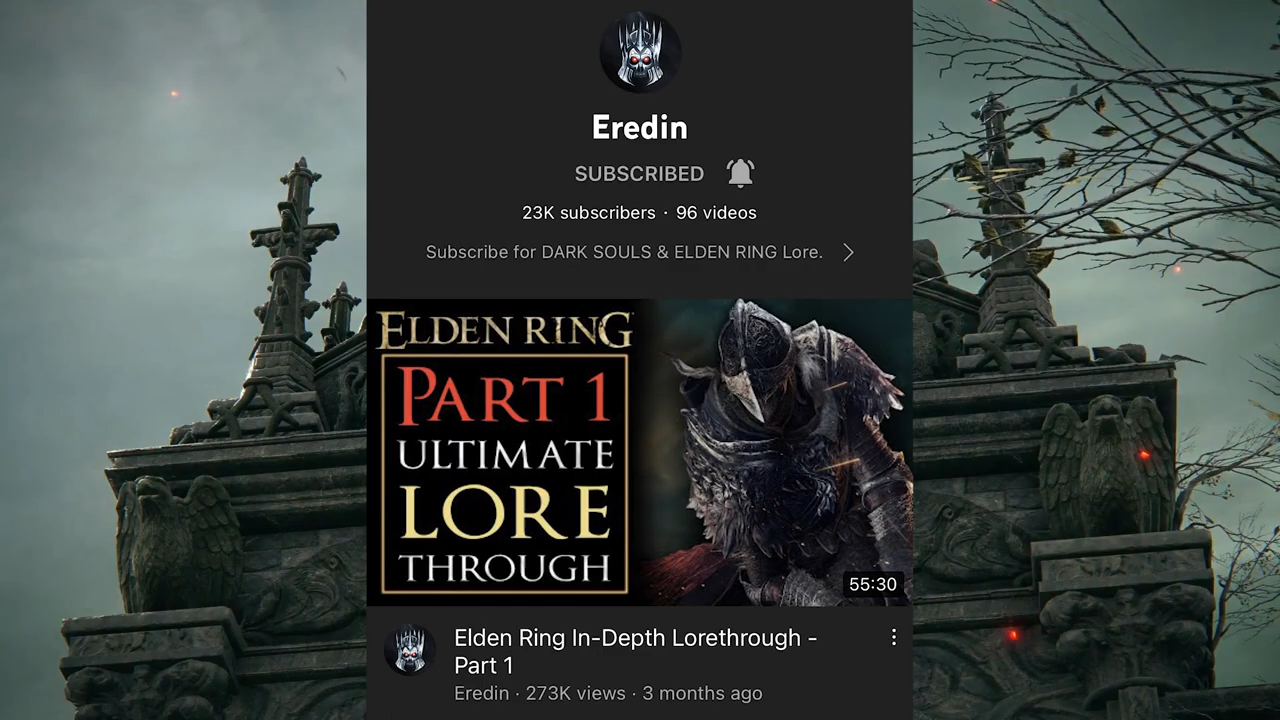 Eredin
SUBSCRIBED
23K subscribers · 96 videos
Subscribe for DARK SOULS & ELDEN RING Lore.
ELDEN RING
PART 1
ULTIMATE
LORE
THROUGH
55:30
Elden Ring In-Depth Lorethrough -
Part 1
Eredin · 273K views · 3 months ago